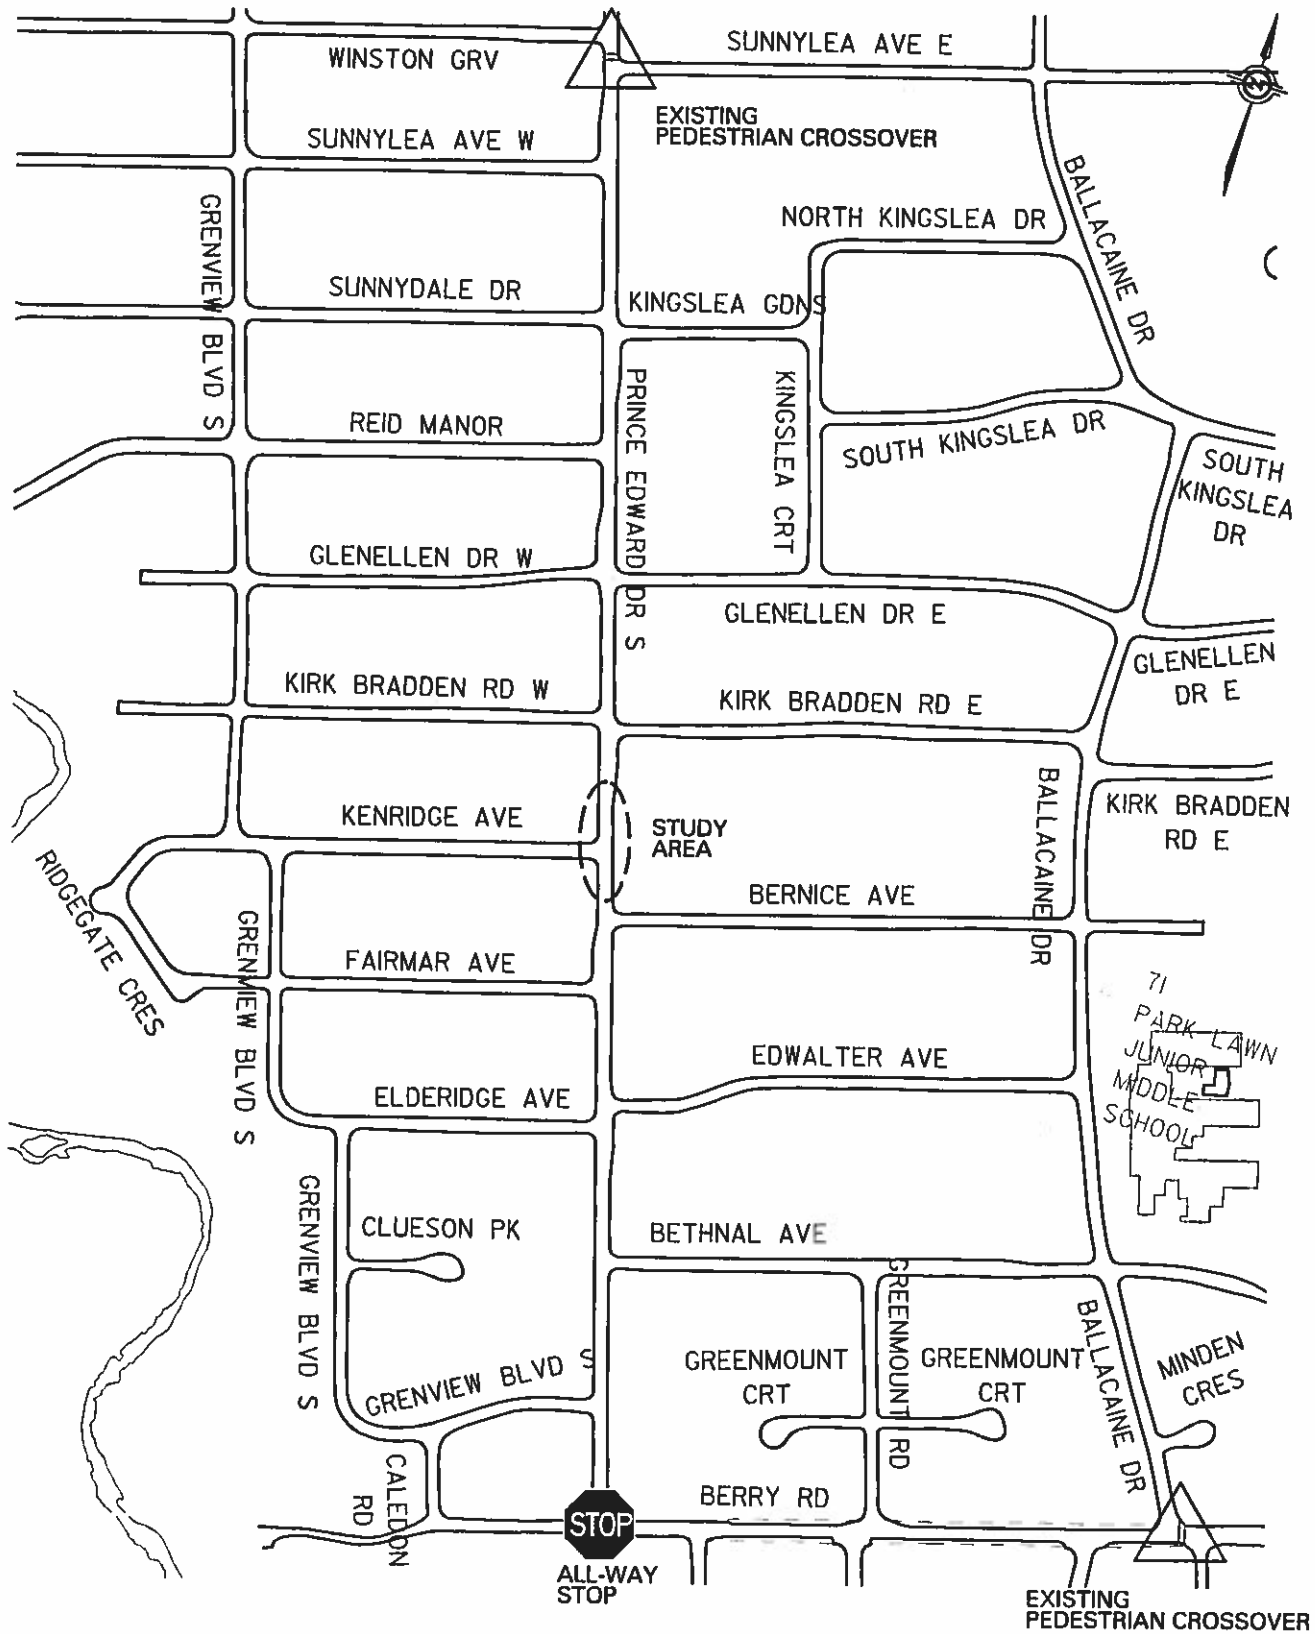 WINSTON GRV
SUNNYLEA AVE E
EXISTING
PEDESTRIAN CROSSOVER
N
SUNNYLEA AVE W
BALLACAINE DR
GRENVIEW BLVD S
NORTH KINGSLEA DR
SUNNYDALE DR
KINGSLEA GDNS
PRINCE EDWARD DR S
KINGSLEA CRT
REID MANOR
SOUTH KINGSLEA DR
SOUTH
KINGSLEA
DR
GLENELLEN DR W
GLENELLEN DR E
GLENELLEN
DR E
KIRK BRADDEN RD W
KIRK BRADDEN RD E
BALLACAINE DR
KIRK BRADDEN
RD E
KENRIDGE AVE
STUDY
AREA
RIDGEGATE CRES
BERNICE AVE
GRENVIEW BLVD S
FAIRMAR AVE
71
PARK LAWN
JUNIOR
MIDDLE
SCHOOL
EDWALTER AVE
ELDERIDGE AVE
GRENVIEW BLVD S
CLUESON PK
BETHNAL AVE
GREENMOUNT RD
BALLACAINE DR
GRENVIEW BLVD S
GREENMOUNT
CRT
GREENMOUNT
CRT
MINDEN
CRES
CALEDON
RD
BERRY RD
STOP
ALL-WAY
STOP
EXISTING
PEDESTRIAN CROSSOVER